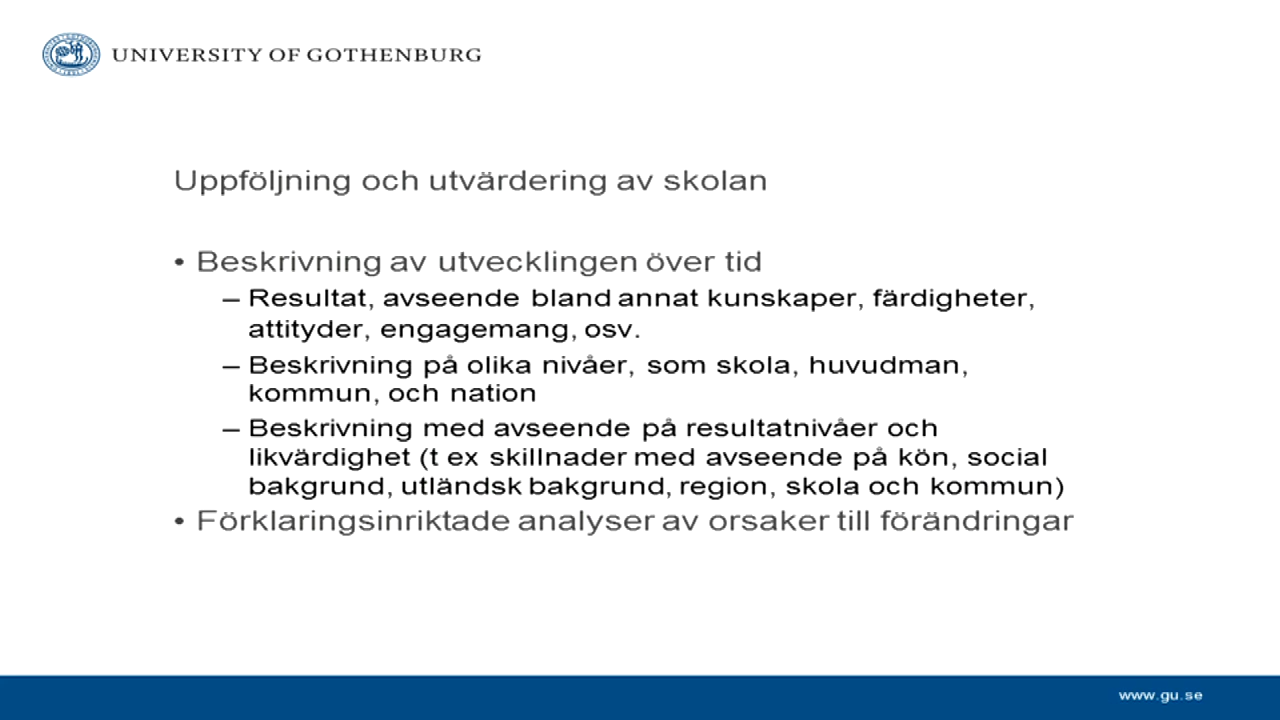 UNIVERSITY OF GOTHENBURG
Uppföljning och utvärdering av skolan
• Beskrivning av utvecklingen över tid
– Resultat, avseende bland annat kunskaper, färdigheter,
attityder, engagemang, osv.
– Beskrivning på olika nivåer, som skola, huvudman,
kommun, och nation
– Beskrivning med avseende på resultatnivåer och
likvärdighet (t ex skillnader med avseende på kön, social
bakgrund, utländsk bakgrund, region, skola och kommun)
• Förklaringsinriktade analyser av orsaker till förändringar
www.gu.se